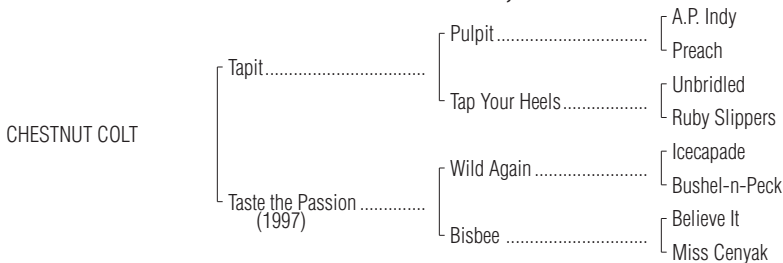 A.P. Indy
Pulpit
Preach
Tapit
Unbridled
Tap Your Heels
Ruby Slippers
CHESTNUT COLT
Icecapade
Wild Again
Bushel-n-Peck
Taste the Passion
(1997)
Believe It
Bisbee
Miss Cenyak